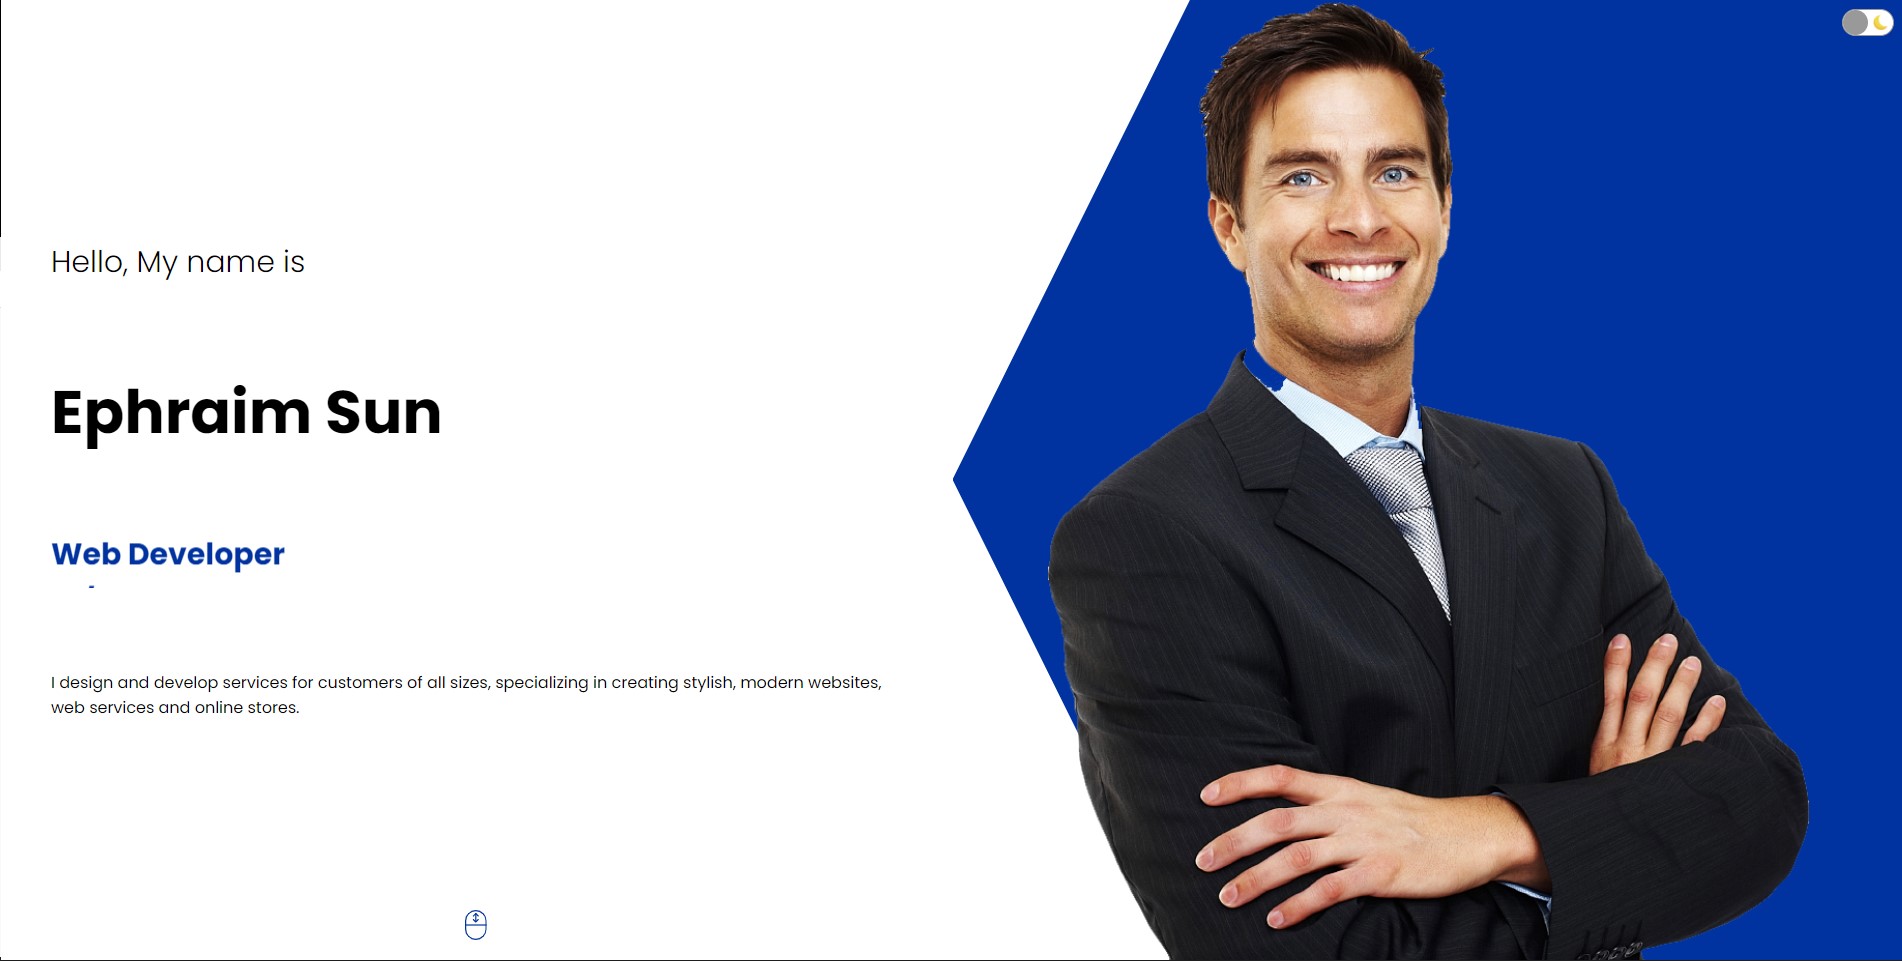 Hello, My name is
Ephraim Sun
Web Developer
I design and develop services for customers of all sizes, specializing in creating stylish, modern websites,
web services and online stores.